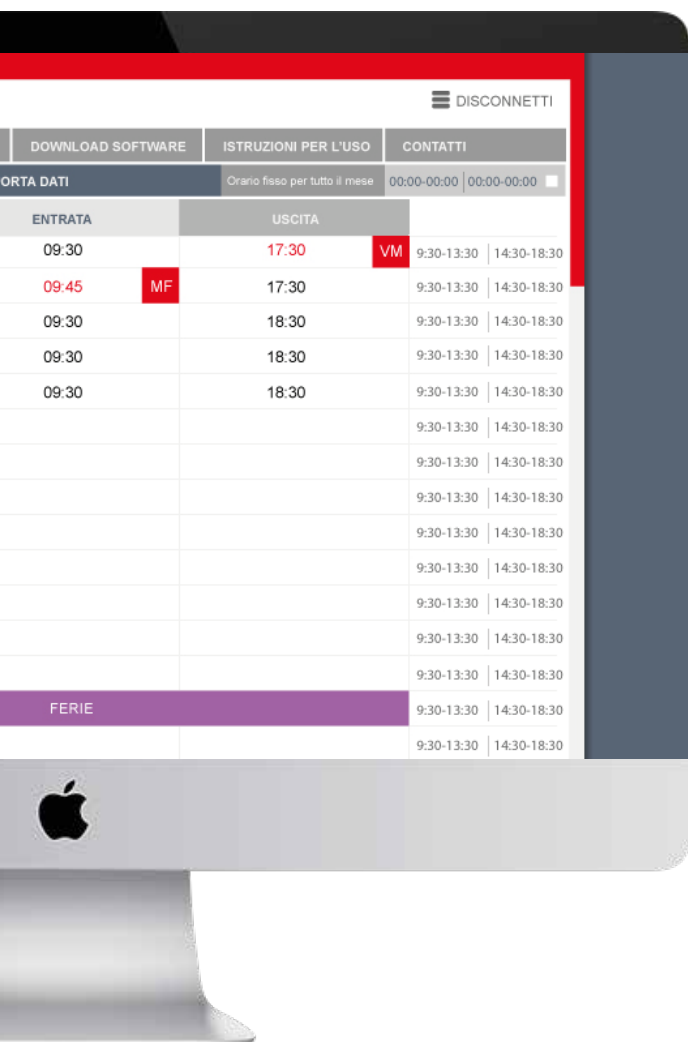 DISCONNETTI
DOWNLOAD SOFTWARE ISTRUZIONI PER L'USO CONTATTI
ORTA DATI Orario fisso per tutto il mese 00:00-00:00 00:00-00:00
ENTRATA USCITA
09:30 17:30 VM 9:30-13:30 14:30-18:30
09:45 MF 17:30 9:30-13:30 14:30-18:30
09:30 18:30 9:30-13:30 14:30-18:30
09:30 18:30 9:30-13:30 14:30-18:30
09:30 18:30 9:30-13:30 14:30-18:30
9:30-13:30 14:30-18:30
9:30-13:30 14:30-18:30
9:30-13:30 14:30-18:30
9:30-13:30 14:30-18:30
9:30-13:30 14:30-18:30
9:30-13:30 14:30-18:30
9:30-13:30 14:30-18:30
9:30-13:30 14:30-18:30
FERIE 9:30-13:30 14:30-18:30
9:30-13:30 14:30-18:30